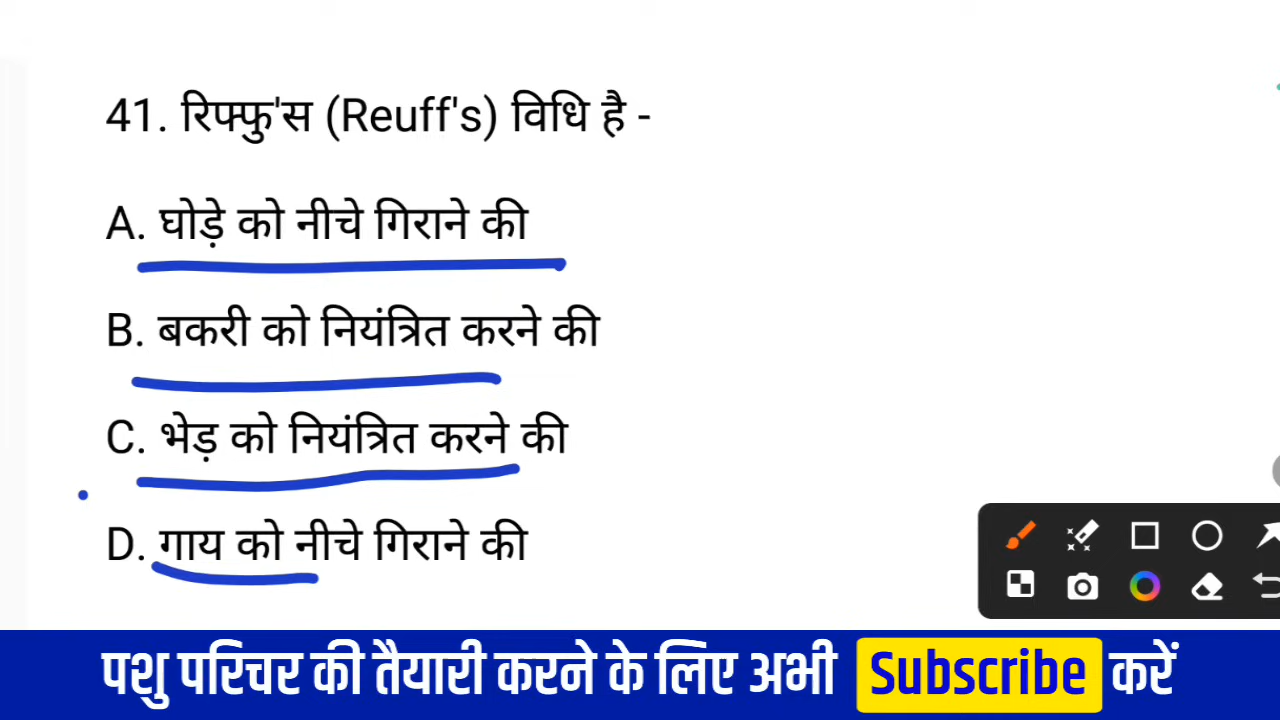 41. रिफ्फु'स (Reuff's) विधि है -
A. घोड़े को नीचे गिराने की
B. बकरी को नियंत्रित करने की
C. भेड़ को नियंत्रित करने की
D. गाय को नीचे गिराने की
पशु परिचर की तैयारी करने के लिए अभी Subscribe करें